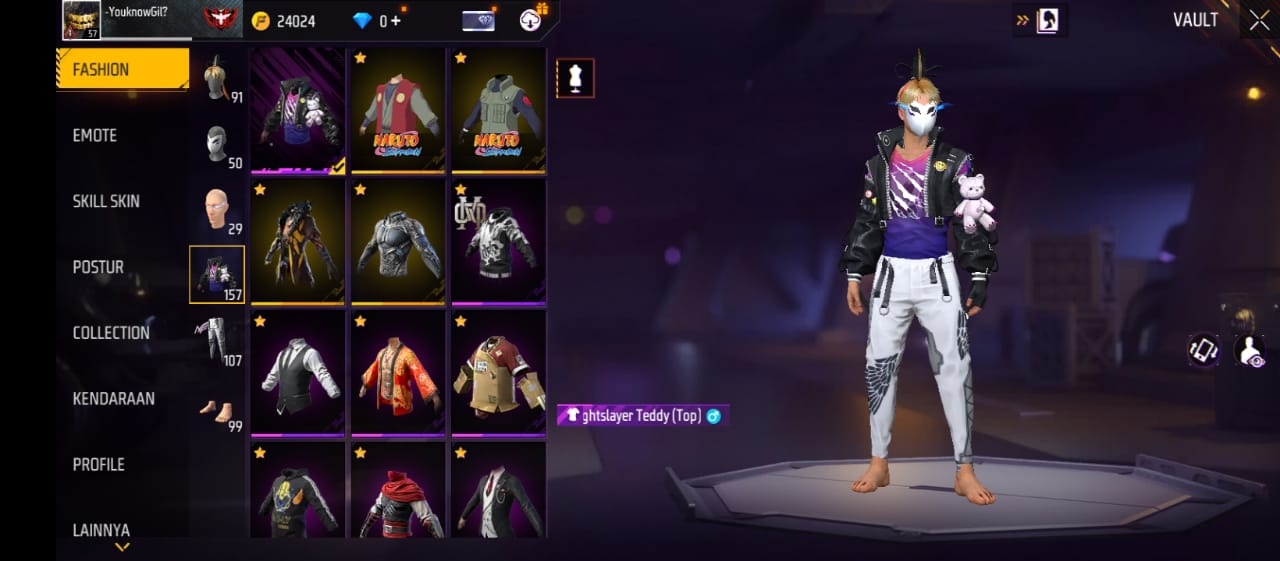 -YouknowGil?
57
24024
0+
VAULT
FASHION
EMOTE
SKILL SKIN
POSTUR
COLLECTION
KENDARAAN
PROFILE
LAINNYA
91
50
29
157
107
99
NARUTO
NARUTO
ghtslayer Teddy (Top)